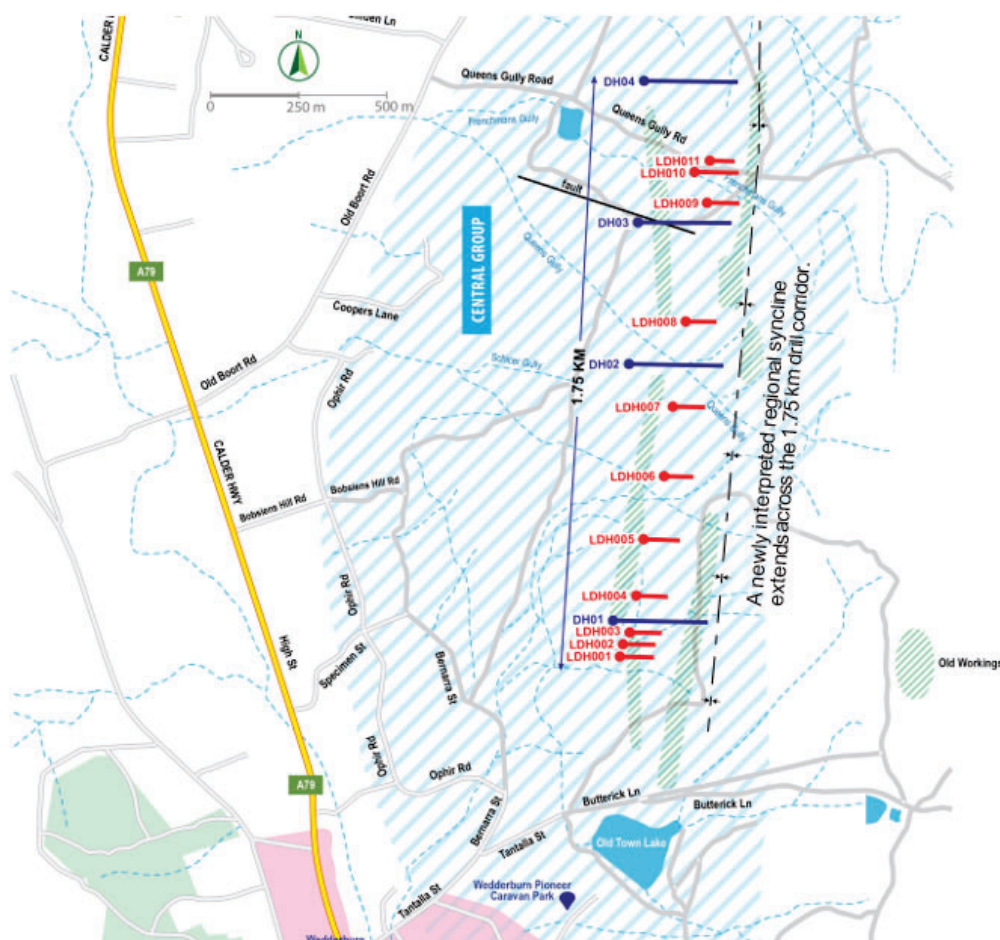 CALDER
N
0
250 m
500 m
Queens Gully Road
Frenchmans Gully
Queens Gully Rd
DH04
LDH011
LDH010
Frenchmans Gully
LDH009
fault
DH03
Old Boort Rd
CENTRAL GROUP
Queens Gully
A79
Coopers Lane
LDH008
Old Boort Rd
Ophir Rd
DH02
1.75 KM
LDH007
Queens Gully
A newly interpreted regional syncline
extends across the 1.75 km drill corridor.
CALDER HWY
Bobsiens Hill Rd
Bobsiens Hill Rd
LDH006
LDH005
Ophir Rd
LDH004
DH01
LDH003
LDH002
LDH001
High St
Specimen St
Bernarra St
Old Workings
Ophir Rd
Ophir Rd
A79
Bernarra St
Butterick Ln
Butterick Ln
Tantalla St
Old Town Lake
Wedderburn Pioneer
Caravan Park
Tantalla St
Wedderburn